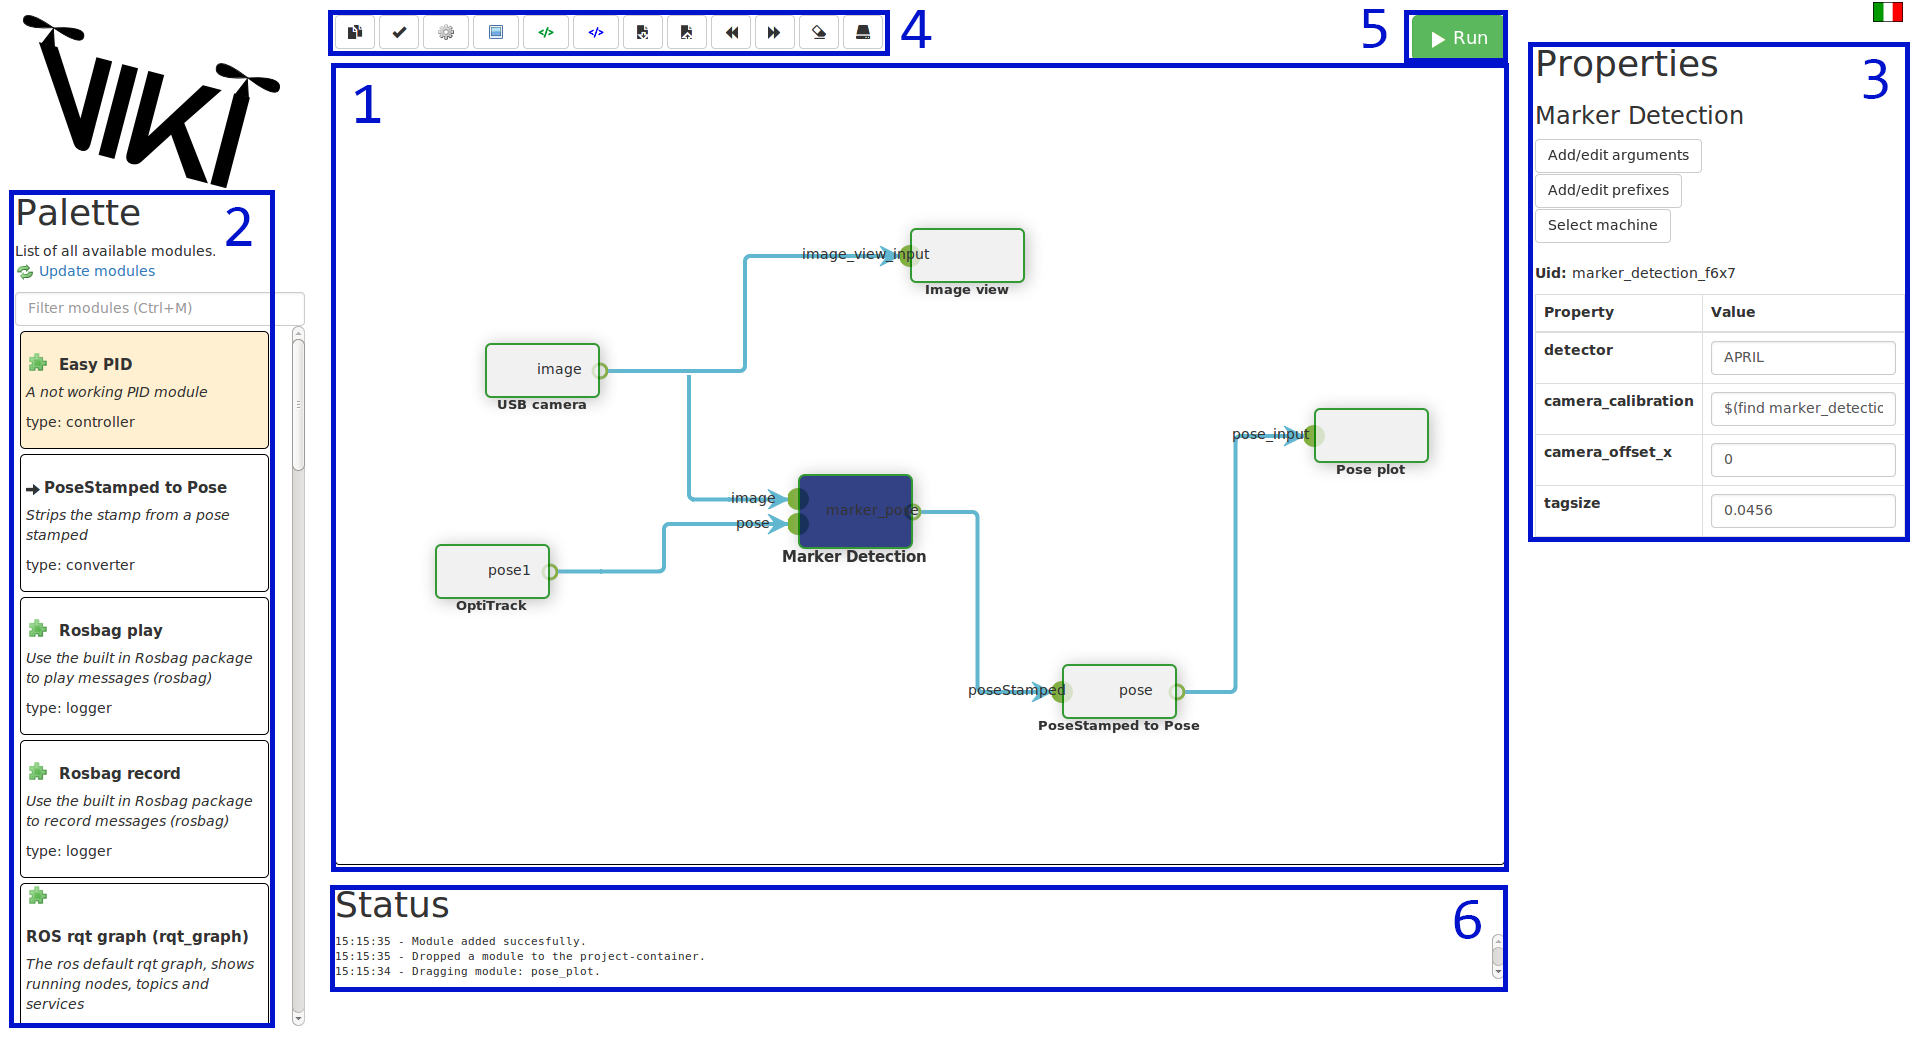 VIKI
4
5
Run
Properties
3
Marker Detection
Add/edit arguments
Add/edit prefixes
Select machine
Uid: marker_detection_f6x7
Property Value
detector APRIL
camera_calibration $(find marker_detectic
camera_offset_x 0
tagsize 0.0456
Palette
2
List of all available modules.
Update modules
Filter modules (Ctrl+M)
Easy PID
A not working PID module
type: controller
PoseStamped to Pose
Strips the stamp from a pose
stamped
type: converter
Rosbag play
Use the built in Rosbag package
to play messages (rosbag)
type: logger
Rosbag record
Use the built in Rosbag package
to record messages (rosbag)
type: logger
ROS rqt graph (rqt_graph)
The ros default rqt graph, shows
running nodes, topics and
services
1
image_view_input
Image view
image
USB camera
pose_input
Pose plot
image
pose
marker_pose
Marker Detection
pose1
OptiTrack
poseStamped
pose
PoseStamped to Pose
Status
6
15:15:35 - Module added succesfully.
15:15:35 - Dropped a module to the project-container.
15:15:34 - Dragging module: pose_plot.